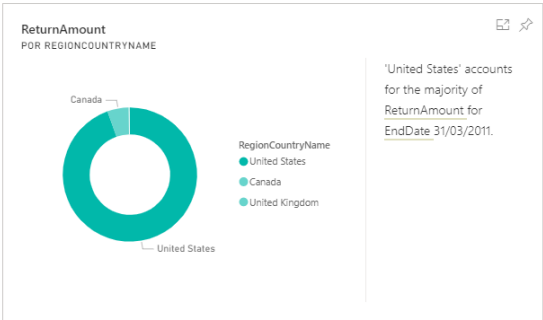 ReturnAmount
POR REGIONCOUNTRYNAME
Canada
United States
RegionCountryName
United States
Canada
United Kingdom
'United States' accounts
for the majority of
ReturnAmount for
EndDate 31/03/2011.